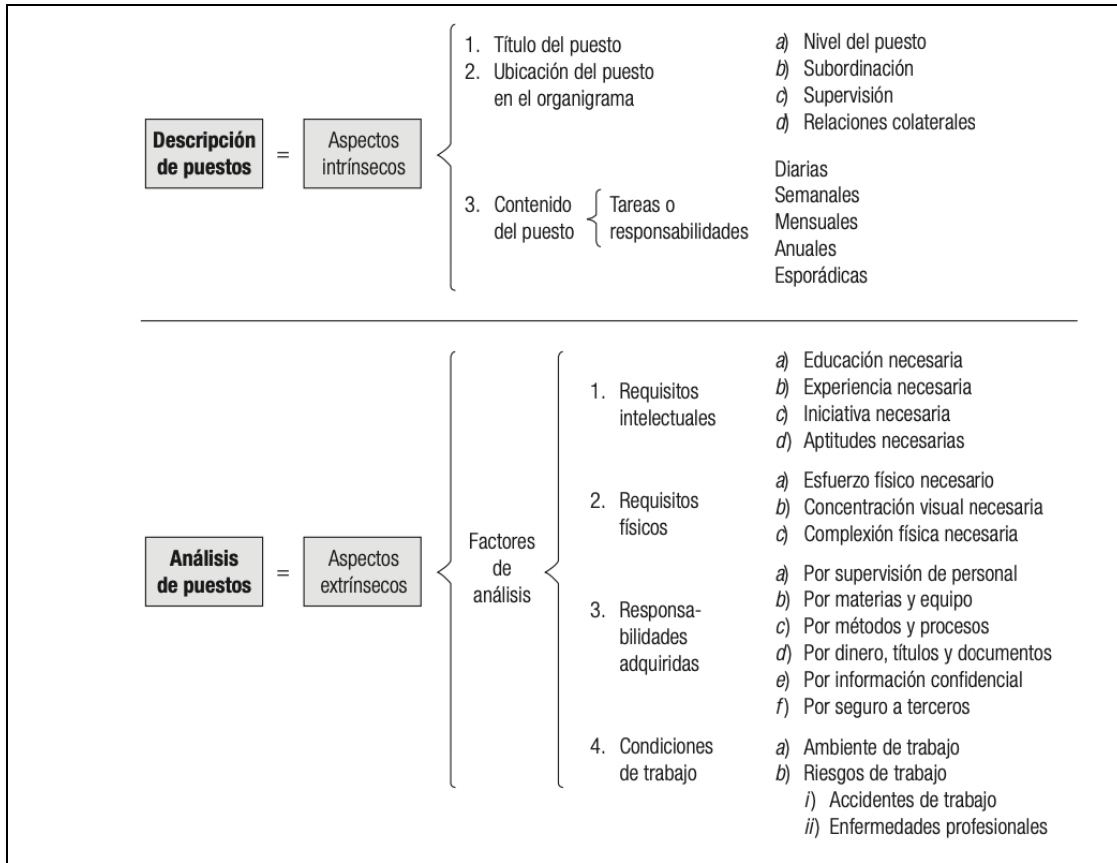 Descripción
de puestos
=
Aspectos
intrínsecos
1. Título del puesto
2. Ubicación del puesto
en el organigrama
a) Nivel del puesto
b) Subordinación
c) Supervisión
d) Relaciones colaterales
3. Contenido
del puesto
Tareas o
responsabilidades
Diarias
Semanales
Mensuales
Anuales
Esporádicas
Análisis
de puestos
=
Aspectos
extrínsecos
Factores
de
análisis
1. Requisitos
intelectuales
a) Educación necesaria
b) Experiencia necesaria
c) Iniciativa necesaria
d) Aptitudes necesarias
2. Requisitos
físicos
a) Esfuerzo físico necesario
b) Concentración visual necesaria
c) Complexión física necesaria
3. Responsa-
bilidades
adquiridas
a) Por supervisión de personal
b) Por materias y equipo
c) Por métodos y procesos
d) Por dinero, títulos y documentos
e) Por información confidencial
f) Por seguro a terceros
4. Condiciones
de trabajo
a) Ambiente de trabajo
b) Riesgos de trabajo
i) Accidentes de trabajo
ii) Enfermedades profesionales